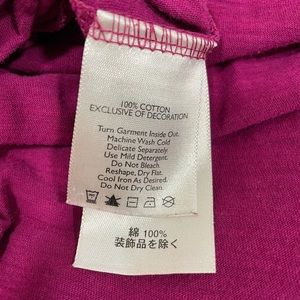 100% COTTON
EXCLUSIVE OF DECORATION
Turn Garment Inside Out.
Machine Wash Cold
Delicate Separately
Use Mild Detergent.
Do Not Bleach.
Reshape, Dry Flat.
Cool Iron As Desired.
Do Not Dry Clean.
綿 100%
装飾品を除く